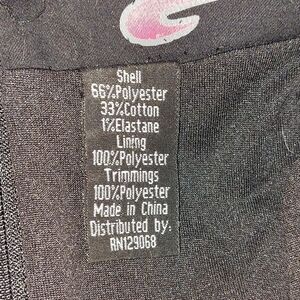 Shell
66%Polyester
33%Cotton
1%Elastane
Lining
100%Polyester
Trimmings
100%Polyester
Made in China
Distributed by:
RN129068